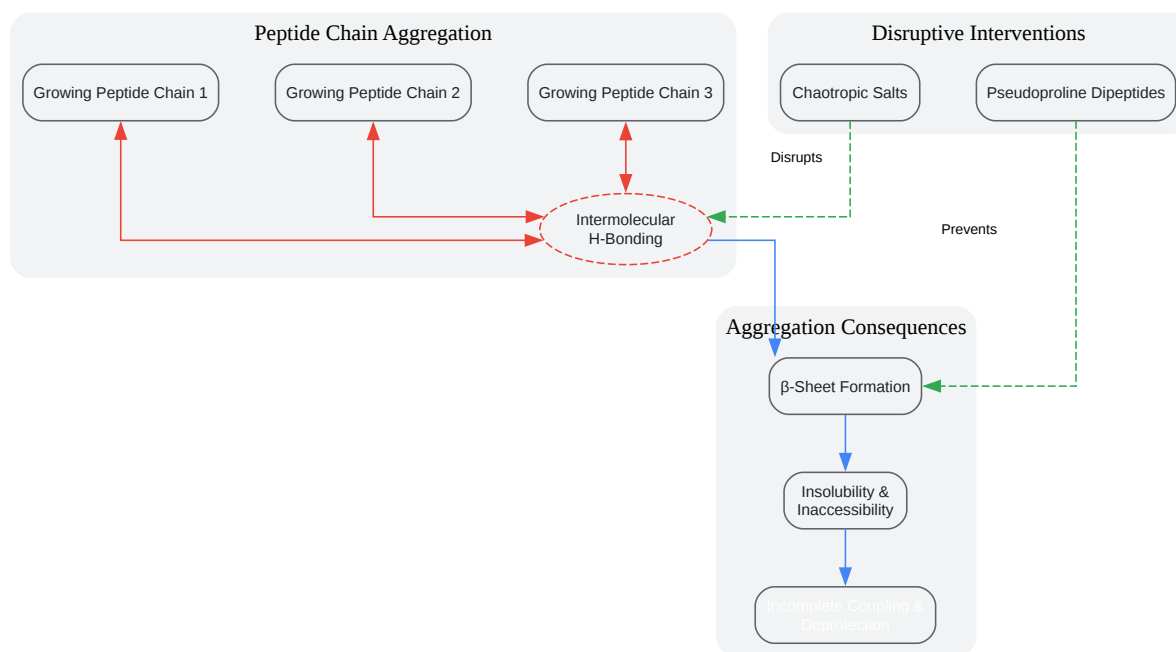 Peptide Chain Aggregation
Disruptive Interventions
Growing Peptide Chain 1
Growing Peptide Chain 2
Growing Peptide Chain 3
Chaotropic Salts
Pseudoproline Dipeptides
Disrupts
Intermolecular
H-Bonding
Prevents
Aggregation Consequences
β-Sheet Formation
Insolubility &
Inaccessibility
Incomplete Coupling &
Deprotection